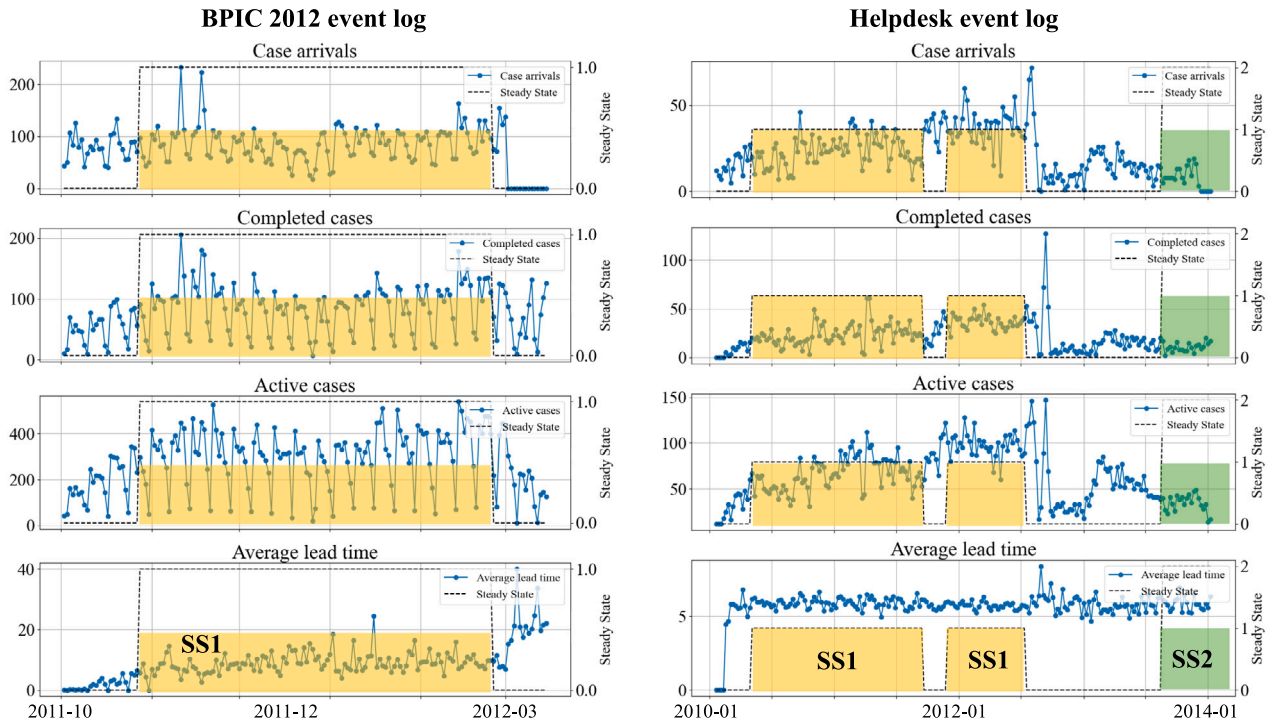 BPIC 2012 event log
Case arrivals
200
100
0
1.0
0.0
Steady State
Case arrivals
Steady State
Completed cases
200
100
0
1.0
0.0
Steady State
Completed cases
Steady State
Active cases
400
200
0
1.0
0.0
Steady State
Active cases
Steady State
Average lead time
40
20
0
1.0
0.0
Steady State
Average lead time
Steady State
SS1
2011-10
2011-12
2012-03
Helpdesk event log
Case arrivals
50
0
2
1
0
Steady State
Case arrivals
Steady State
Completed cases
100
50
0
2
1
0
Steady State
Completed cases
Steady State
Active cases
150
100
50
2
1
0
Steady State
Active cases
Steady State
Average lead time
5
0
2
1
0
Steady State
Average lead time
Steady State
SS1
SS1
SS2
2010-01
2012-01
2014-01